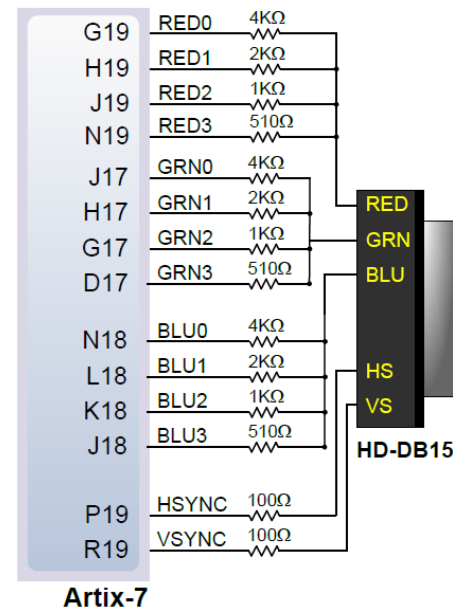 G19 RED0 4KΩ
H19 RED1 2KΩ
J19 RED2 1KΩ
N19 RED3 510Ω
J17 GRN0 4KΩ
H17 GRN1 2KΩ
G17 GRN2 1KΩ
D17 GRN3 510Ω
N18 BLU0 4KΩ
L18 BLU1 2KΩ
K18 BLU2 1KΩ
J18 BLU3 510Ω
P19 HSYNC 100Ω
R19 VSYNC 100Ω
Artix-7
RED
GRN
BLU
HS
VS
HD-DB15